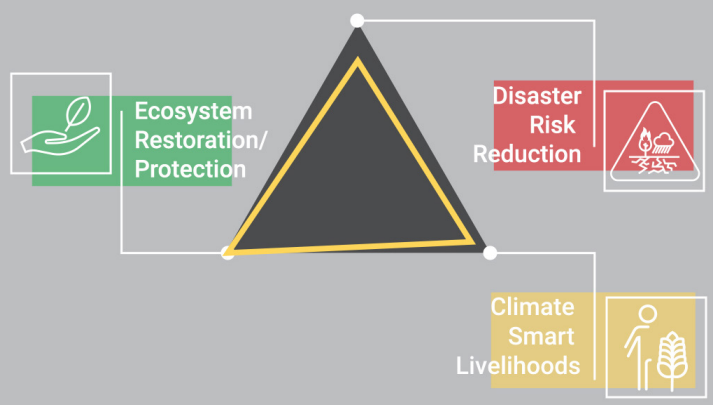 Ecosystem
Restoration/
Protection
Disaster
Risk
Reduction
Climate
Smart
Livelihoods